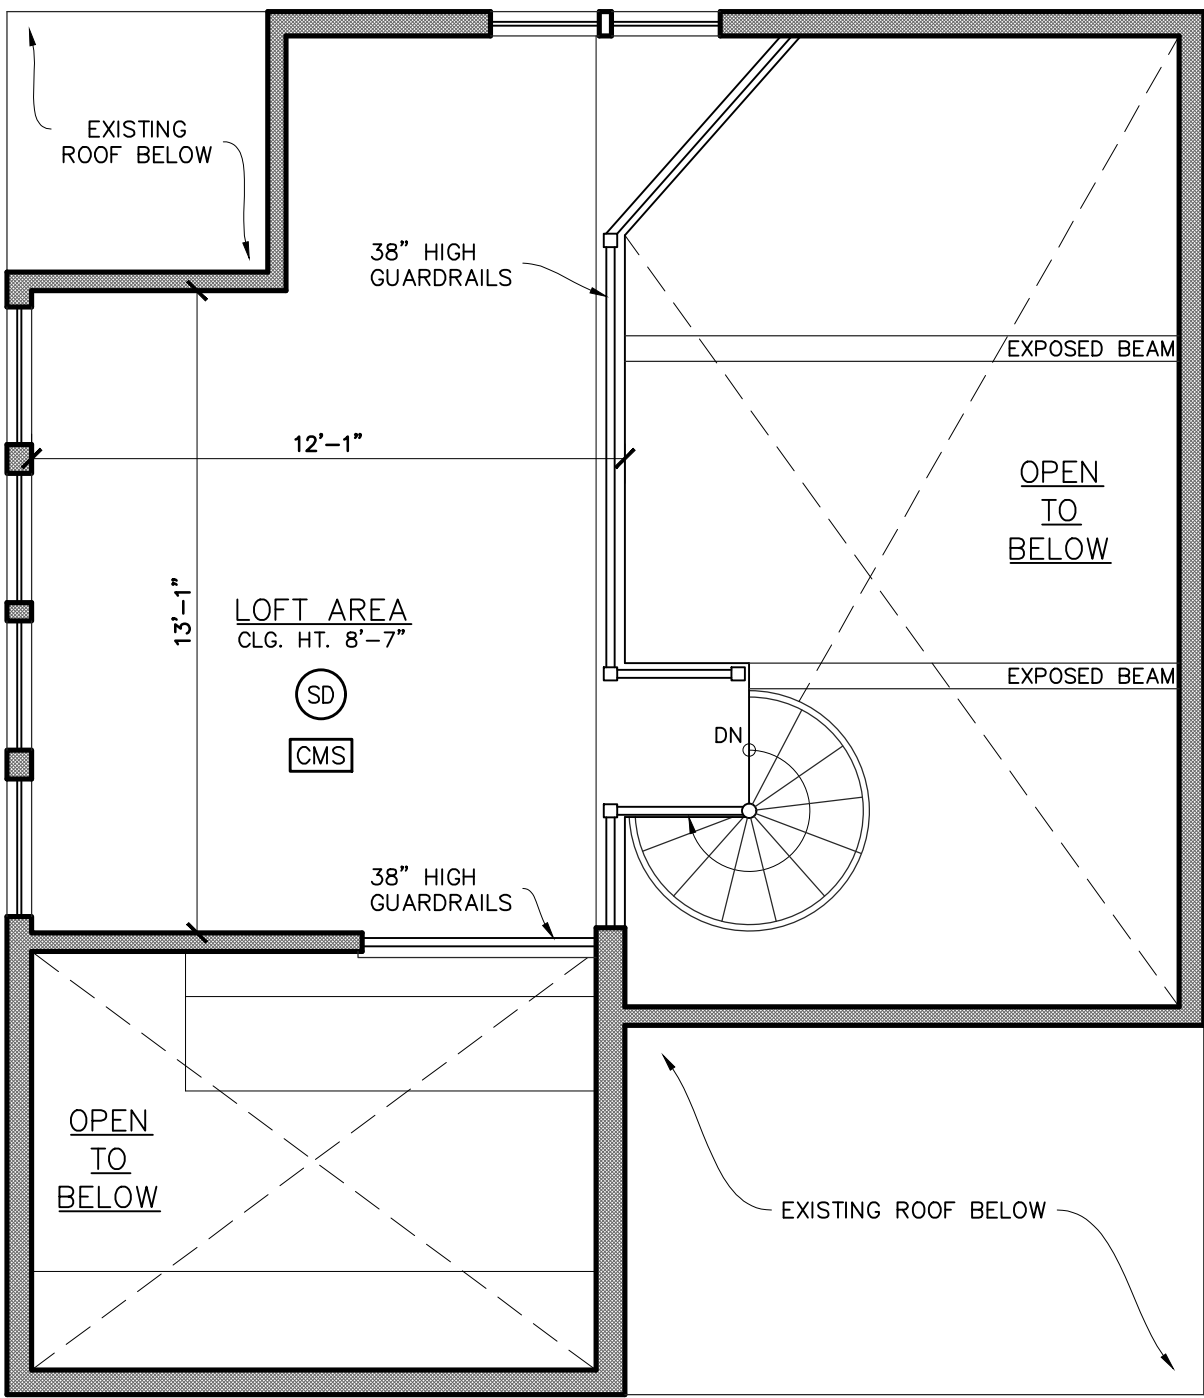 EXISTING
ROOF BELOW
38” HIGH
GUARDRAILS
EXPOSED BEAM
12’–1”
OPEN
TO
BELOW
13’–1”
LOFT AREA
CLG. HT. 8’–7”
SD
CMS
EXPOSED BEAM
DN
38” HIGH
GUARDRAILS
OPEN
TO
BELOW
EXISTING ROOF BELOW